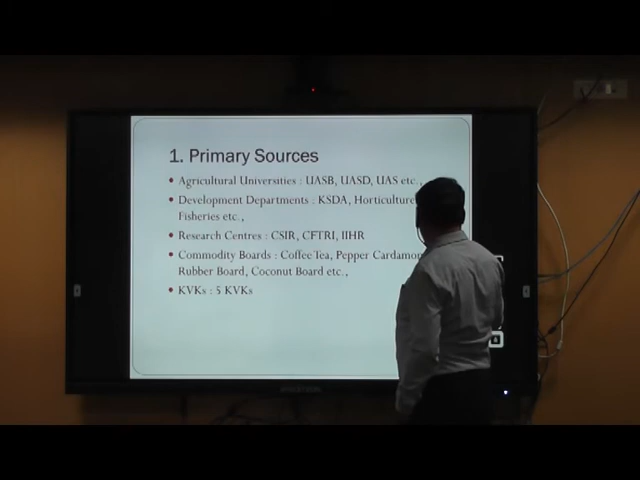 1. Primary Sources
• Agricultural Universities : UASB, UASD, UAS etc.,
• Development Departments : KSDA, Horticulture
Fisheries etc.,
• Research Centres : CSIR, CFTRI, IIHR
• Commodity Boards : Coffee Tea, Pepper Cardamom
Rubber Board, Coconut Board etc.,
• KVKs : 5 KVKs